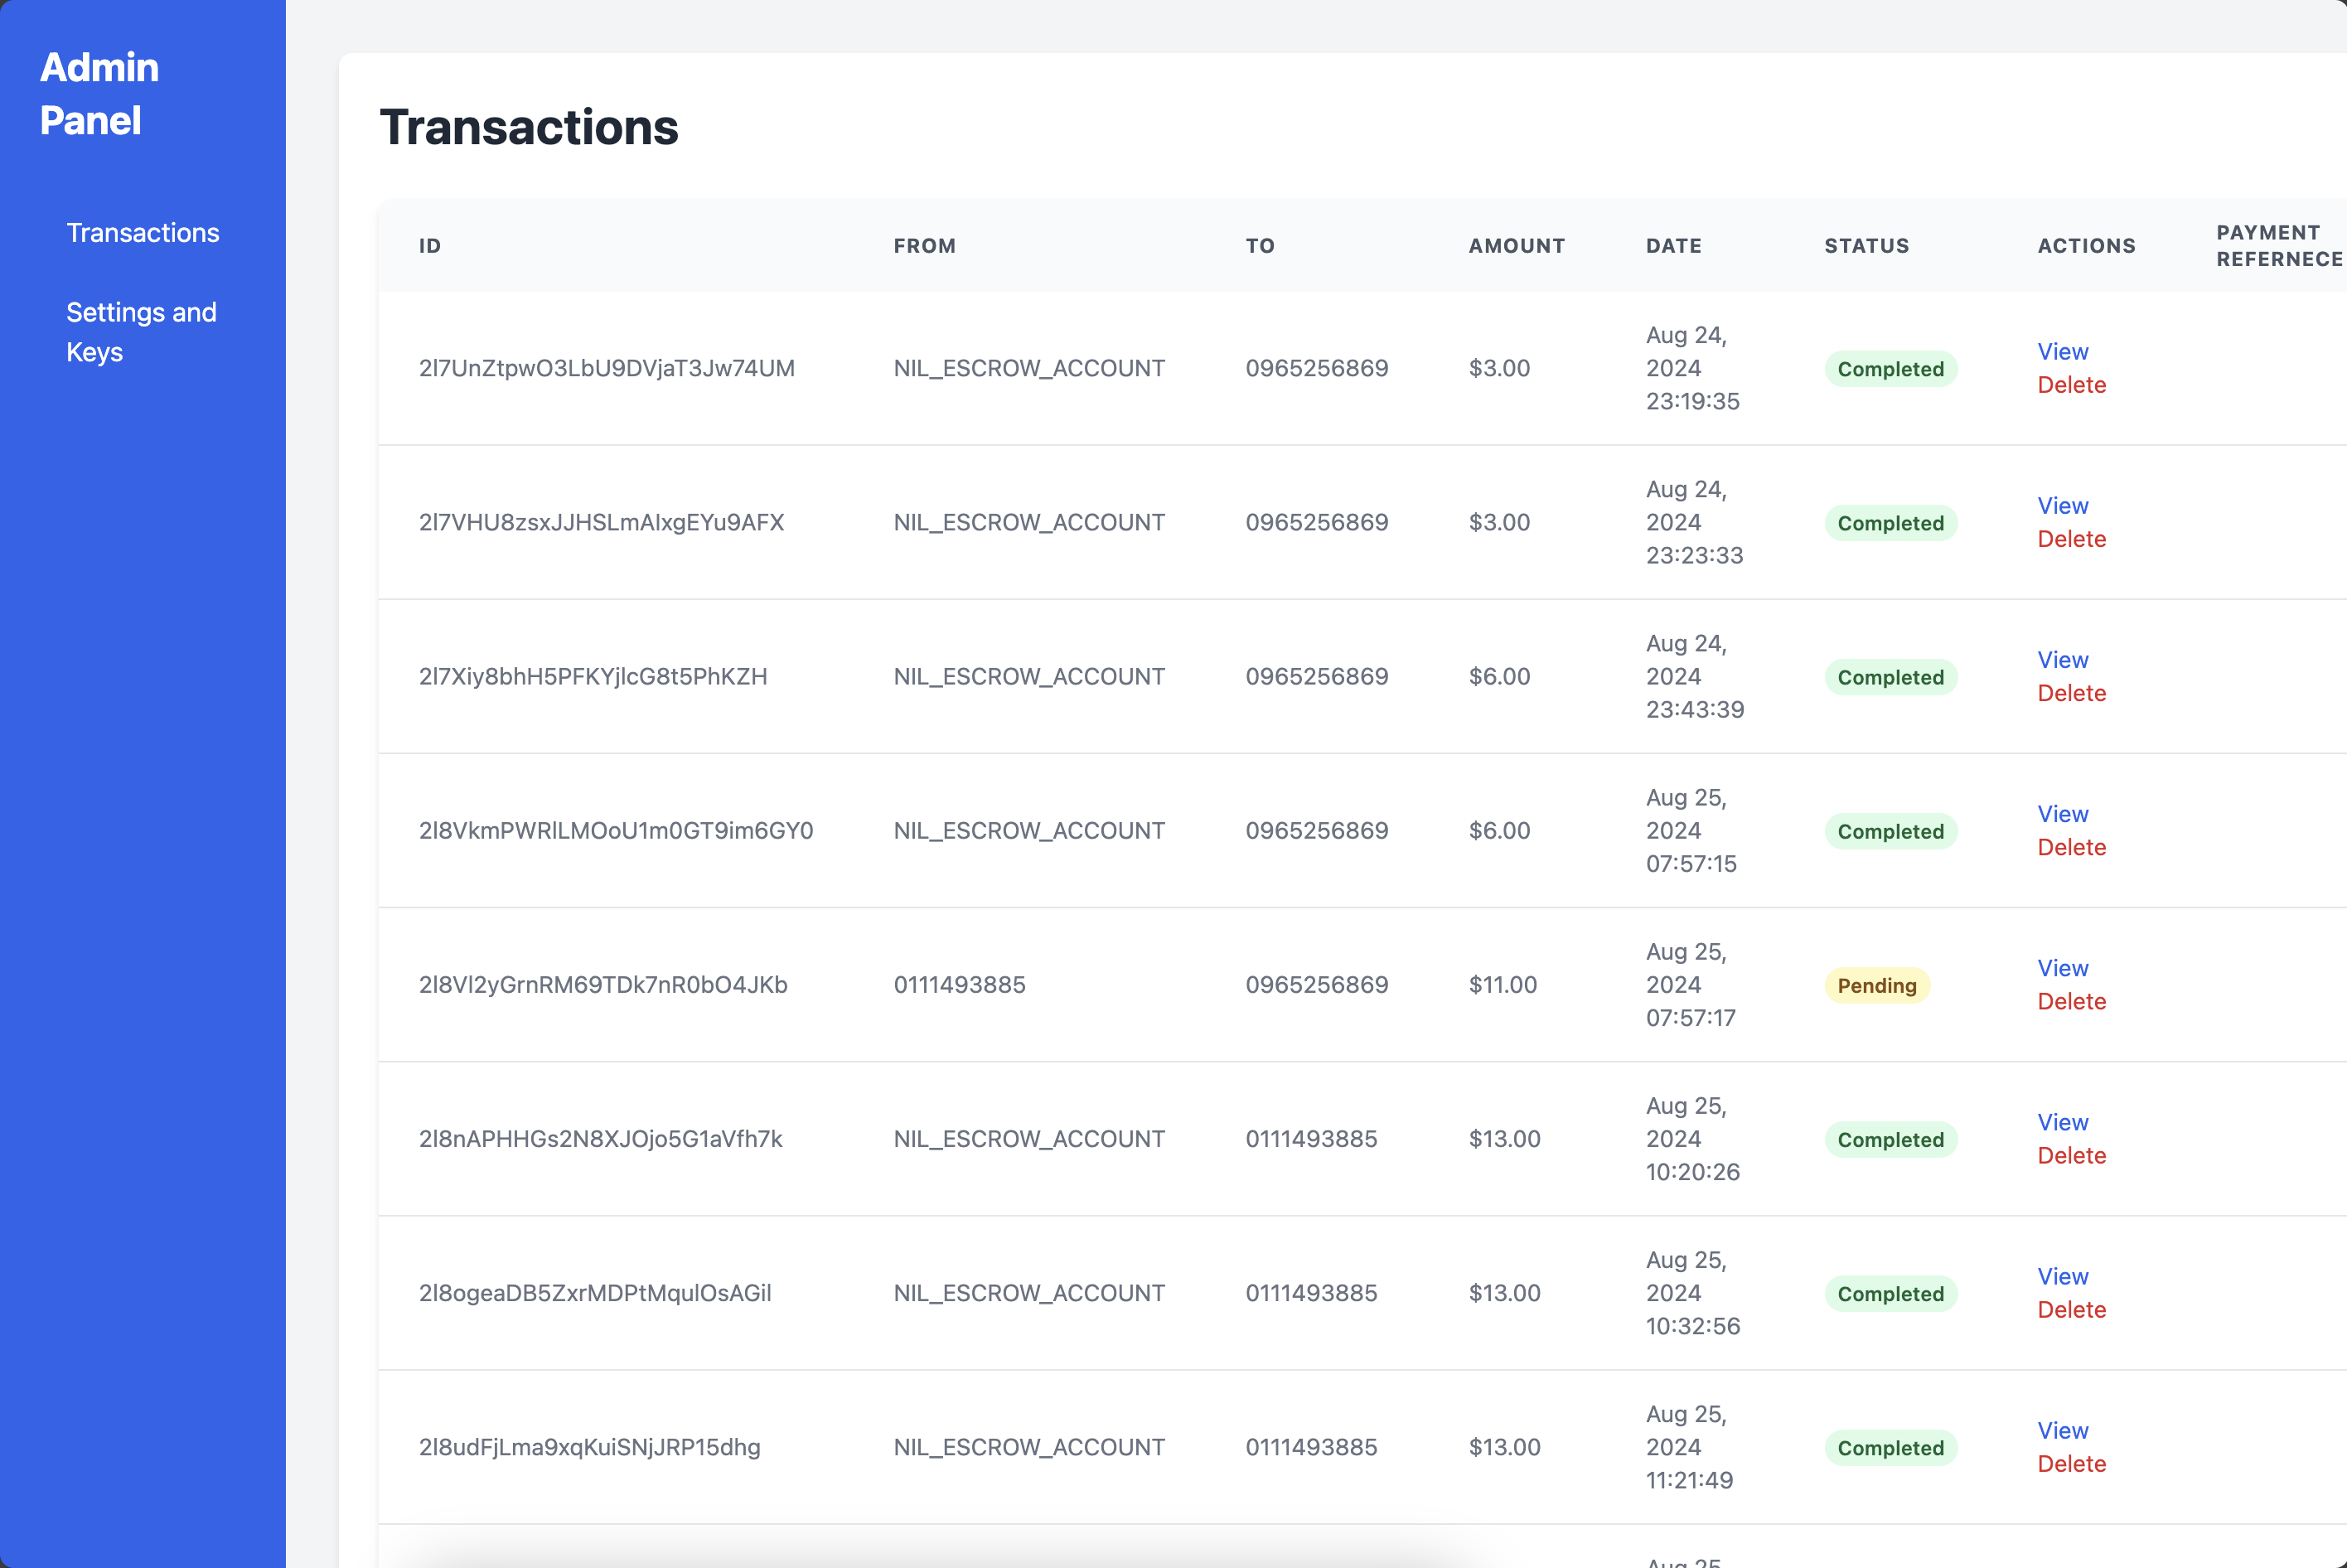 Admin
Panel
Transactions
Settings and
Keys
Transactions
ID FROM TO AMOUNT DATE STATUS ACTIONS PAYMENT
REFERNECE
2l7UnZtpwO3LbU9DVjaT3Jw74UM NIL_ESCROW_ACCOUNT 0965256869 $3.00 Aug 24,
2024
23:19:35 Completed View
Delete
2l7VHU8zsxJJHSLmAIxgEYu9AFX NIL_ESCROW_ACCOUNT 0965256869 $3.00 Aug 24,
2024
23:23:33 Completed View
Delete
2l7Xiy8bhH5PFKYjlcG8t5PhKZH NIL_ESCROW_ACCOUNT 0965256869 $6.00 Aug 24,
2024
23:43:39 Completed View
Delete
2l8VkmPWRlLMOoU1m0GT9im6GY0 NIL_ESCROW_ACCOUNT 0965256869 $6.00 Aug 25,
2024
07:57:15 Completed View
Delete
2l8Vl2yGrnRM69TDk7nR0bO4JKb 0111493885 0965256869 $11.00 Aug 25,
2024
07:57:17 Pending View
Delete
2l8nAPHHGs2N8XJOjo5G1aVfh7k NIL_ESCROW_ACCOUNT 0111493885 $13.00 Aug 25,
2024
10:20:26 Completed View
Delete
2l8ogeaDB5ZxrMDPtMqulOsAGil NIL_ESCROW_ACCOUNT 0111493885 $13.00 Aug 25,
2024
10:32:56 Completed View
Delete
2l8udFjLma9xqKuiSNjJRP15dhg NIL_ESCROW_ACCOUNT 0111493885 $13.00 Aug 25,
2024
11:21:49 Completed View
Delete